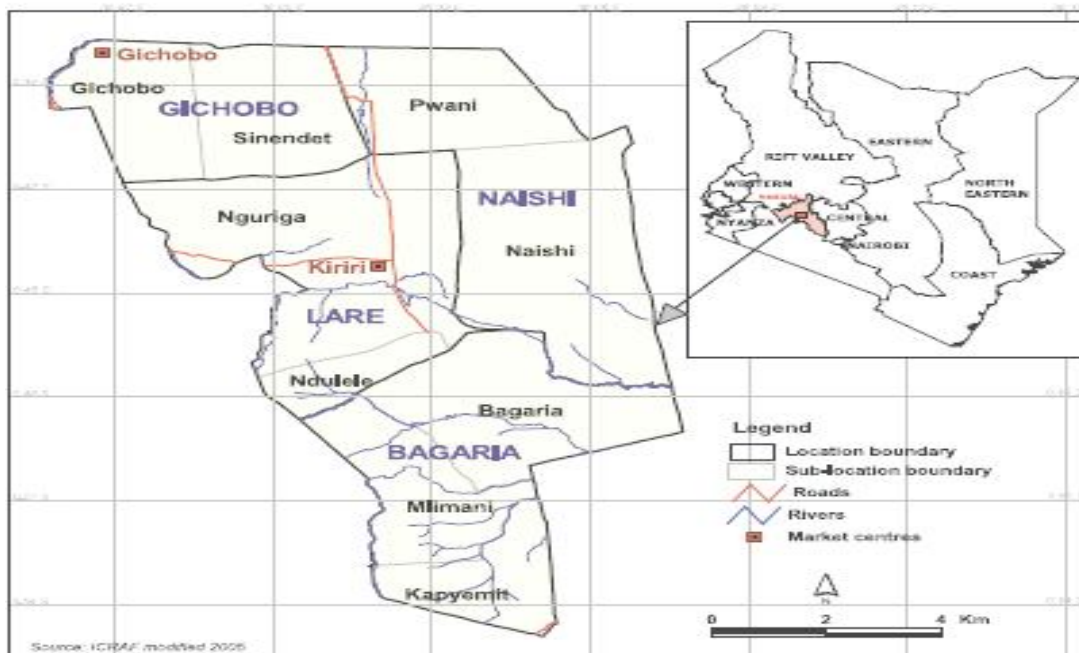 Gichobo
Gichobo
GICHOBO
Sinendet
Pwani
NAISHI
Nguriga
Naishi
Kiriri
LARE
Ndulele
Bagaria
BAGARIA
Mlimani
Kapyemit
EASTERN
RIFT VALLEY
WESTERN
NORTH
EASTERN
NYANZA
CENTRAL
NAIROBI
COAST
Legend
Location boundary
Sub-location boundary
Roads
Rivers
Market centres
N
0 2 4 Km
Source: ICRAF modified 2005